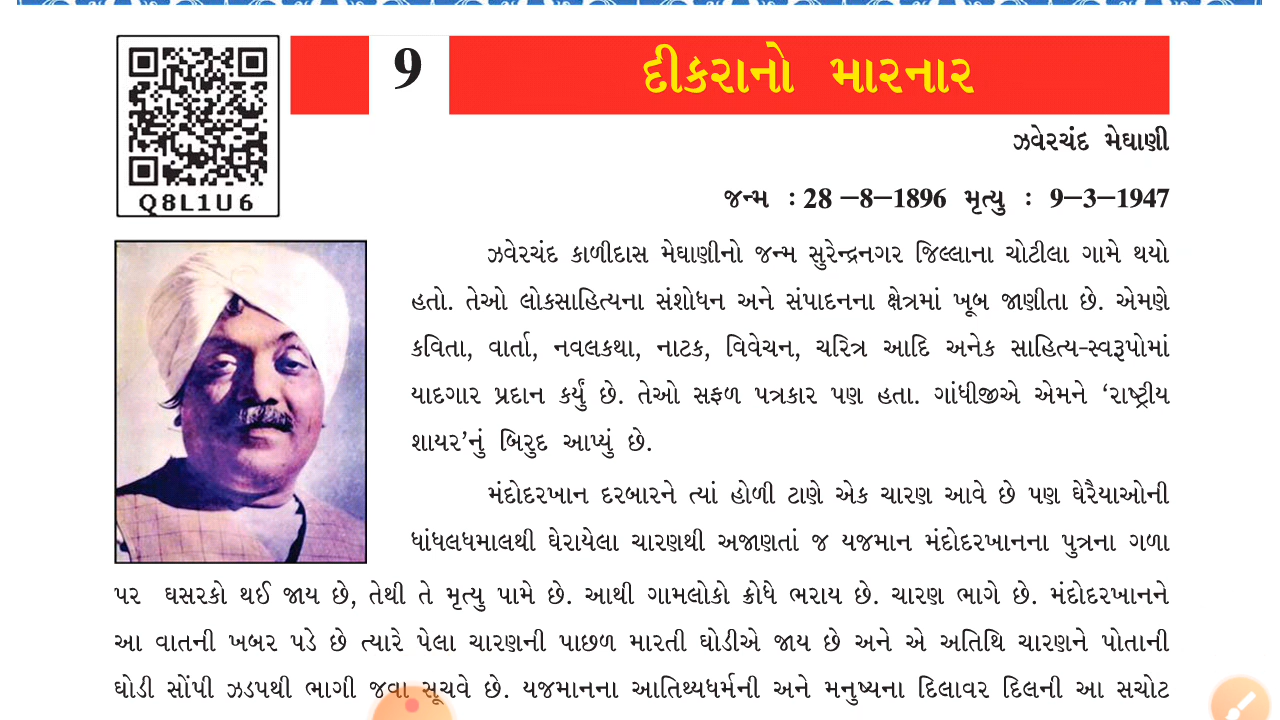 9
દીકરાનો મારનાર
Q8L1U6
ઝવેરચંદ મેઘાણી
જન્મ : 28 –8–1896 મૃત્યુ : 9–3–1947
ઝવેરચંદ કાળીદાસ મેઘાણીનો જન્મ સુરેન્દ્રનગર જિલ્લાના ચોટીલા ગામે થયો
હતો. તેઓ લોકસાહિત્યના સંશોધન અને સંપાદનના ક્ષેત્રમાં ખૂબ જાણીતા છે. એમણે
કવિતા, વાર્તા, નવલકથા, નાટક, વિવેચન, ચરિત્ર આદિ અનેક સાહિત્ય-સ્વરૂપોમાં
યાદગાર પ્રદાન કર્યું છે. તેઓ સફળ પત્રકાર પણ હતા. ગાંધીજીએ એમને ‘રાષ્ટ્રીય
શાયર’નું બિરુદ આપ્યું છે.
મંદોદરખાન દરબારને ત્યાં હોળી ટાણે એક ચારણ આવે છે પણ ઘેરૈયાઓની
ધાંધલધમાલથી ઘેરાયેલા ચારણથી અજાણતાં જ યજમાન મંદોદરખાનના પુત્રના ગળા
પર ઘસરકો થઈ જાય છે, તેથી તે મૃત્યુ પામે છે. આથી ગામલોકો ક્રોધે ભરાય છે. ચારણ ભાગે છે. મંદોદરખાનને
આ વાતની ખબર પડે છે ત્યારે પેલા ચારણની પાછળ મારતી ઘોડીએ જાય છે અને એ અતિથિ ચારણને પોતાની
ઘોડી સોંપી ઝડપથી ભાગી જવા સૂચવે છે. યજમાનના આતિથ્યધર્મની અને મનુષ્યના દિલાવર દિલની આ સચોટ